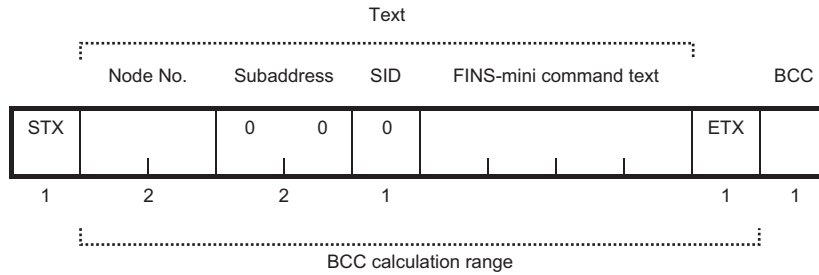 Text
Node No. Subaddress SID FINS-mini command text BCC
STX 0 0 0 ETX
1 2 2 1 1 1
BCC calculation range